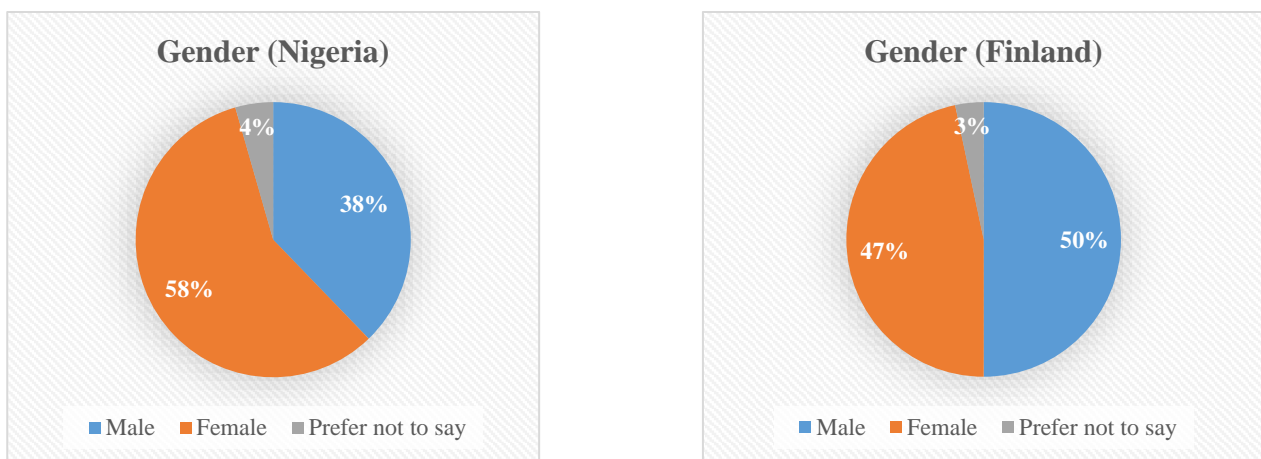 Gender (Nigeria)
4%
38%
58%
Male Female Prefer not to say
Gender (Finland)
3%
50%
47%
Male Female Prefer not to say